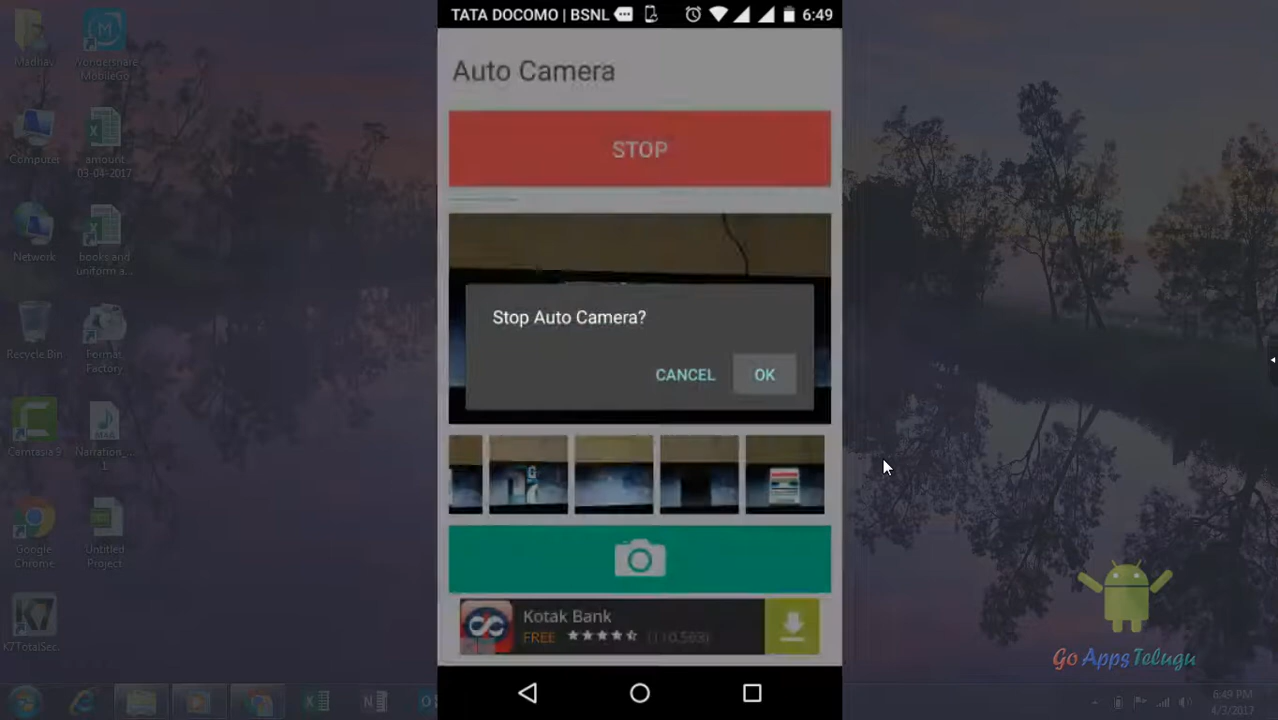 TATA DOCOMO | BSNL
6:49
Auto Camera
STOP
Stop Auto Camera?
CANCEL
OK
Kotak Bank
FREE
(110,503)
Madhav
Wondershare
MobileGo
Computer
amount
03-04-2017
Network
books and
uniform a...
Recycle Bin
Format
Factory
Camtasia 9
Narration_...
1
Google
Chrome
Untitled
Project
K7TotalSec...
Go Apps Telugu
6:49 PM
4/3/2017